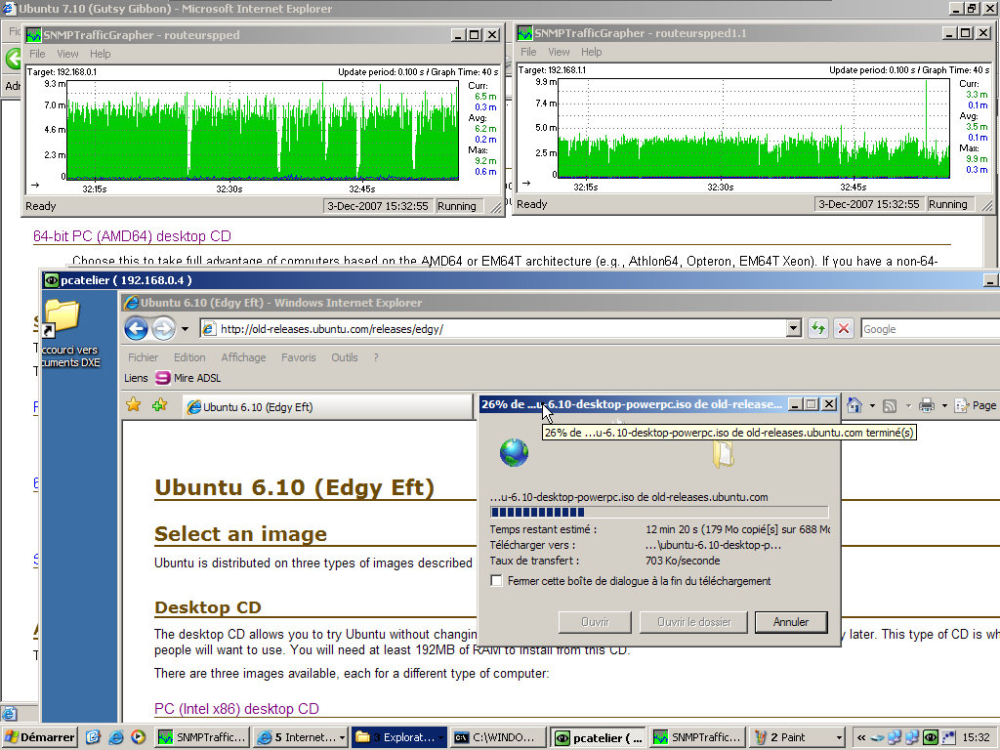 Ubuntu 7.10 (Gutsy Gibbon) - Microsoft Internet Explorer
SNMPTrafficGrapher - routeurspped
File View Help
Target: 192.168.0.1 Update period: 0.100 s / Graph Time: 40 s
9.3 m
7.0 m
4.6 m
2.3 m
0
32:15s 32:30s 32:45s
Curr:
6.5 m
0.3 m
Avg:
6.2 m
0.2 m
Max:
9.2 m
0.6 m
Ready 3-Dec-2007 15:32:55 Running
SNMPTrafficGrapher - routeurspped1.1
File View Help
Target: 192.168.1.1 Update period: 0.100 s / Graph Time: 40 s
9.9 m
7.4 m
5.0 m
2.5 m
0
32:15s 32:30s 32:45s
Curr:
3.3 m
0.1 m
Avg:
3.5 m
0.1 m
Max:
9.9 m
0.3 m
Ready 3-Dec-2007 15:32:55 Running
64-bit PC (AMD64) desktop CD
Choose this to take full advantage of computers based on the AMD64 or EM64T architecture (e.g., Athlon64, Opteron, EM64T Xeon). If you have a non-64-
pcatelier ( 192.168.0.4 )
ccourci vers
cuments DXE
Ubuntu 6.10 (Edgy Eft) - Windows Internet Explorer
http://old-releases.ubuntu.com/releases/edgy/
Google
Fichier Edition Affichage Favoris Outils ?
Liens Mire ADSL
Ubuntu 6.10 (Edgy Eft)
Page
26% de ...u-6.10-desktop-powerpc.iso de old-release...
26% de ...u-6.10-desktop-powerpc.iso de old-releases.ubuntu.com terminé(s)
...u-6.10-desktop-powerpc.iso de old-releases.ubuntu.com
Temps restant estimé : 12 min 20 s (179 Mo copié[s] sur 688 Mo
Télécharger vers : ...\ubuntu-6.10-desktop-p...
Taux de transfert : 703 Ko/seconde
Fermer cette boîte de dialogue à la fin du téléchargement
Ouvrir Ouvrir le dossier Annuler
Ubuntu 6.10 (Edgy Eft)
Select an image
Ubuntu is distributed on three types of images described
Desktop CD
The desktop CD allows you to try Ubuntu without changin y later. This type of CD is wh
people will want to use. You will need at least 192MB of RAM to install from this CD.
There are three images available, each for a different type of computer:
PC (Intel x86) desktop CD
Démarrer SNMPTraffic... 5 Internet... 3 Explorat... C:\WINDO... pcatelier (... SNMPTraffic... 2 Paint 15:32